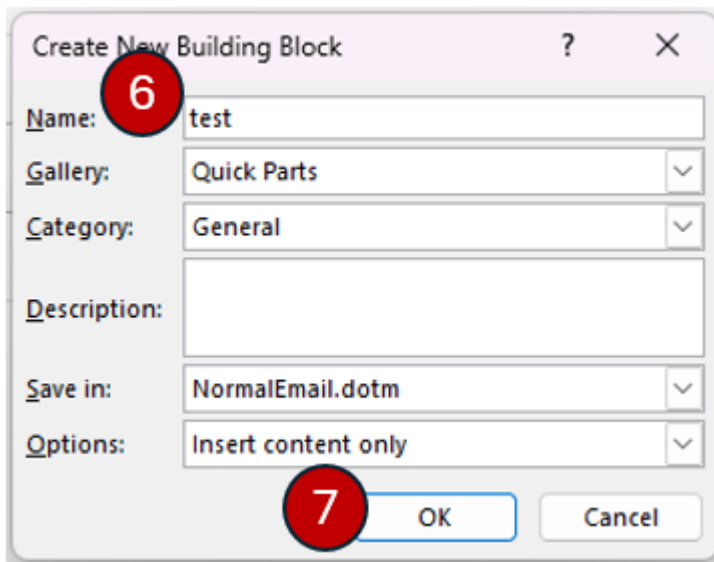 Create New Building Block ?
6
Name: test
Gallery: Quick Parts
Category: General
Description:
Save in: NormalEmail.dotm
Options: Insert content only
7 OK Cancel